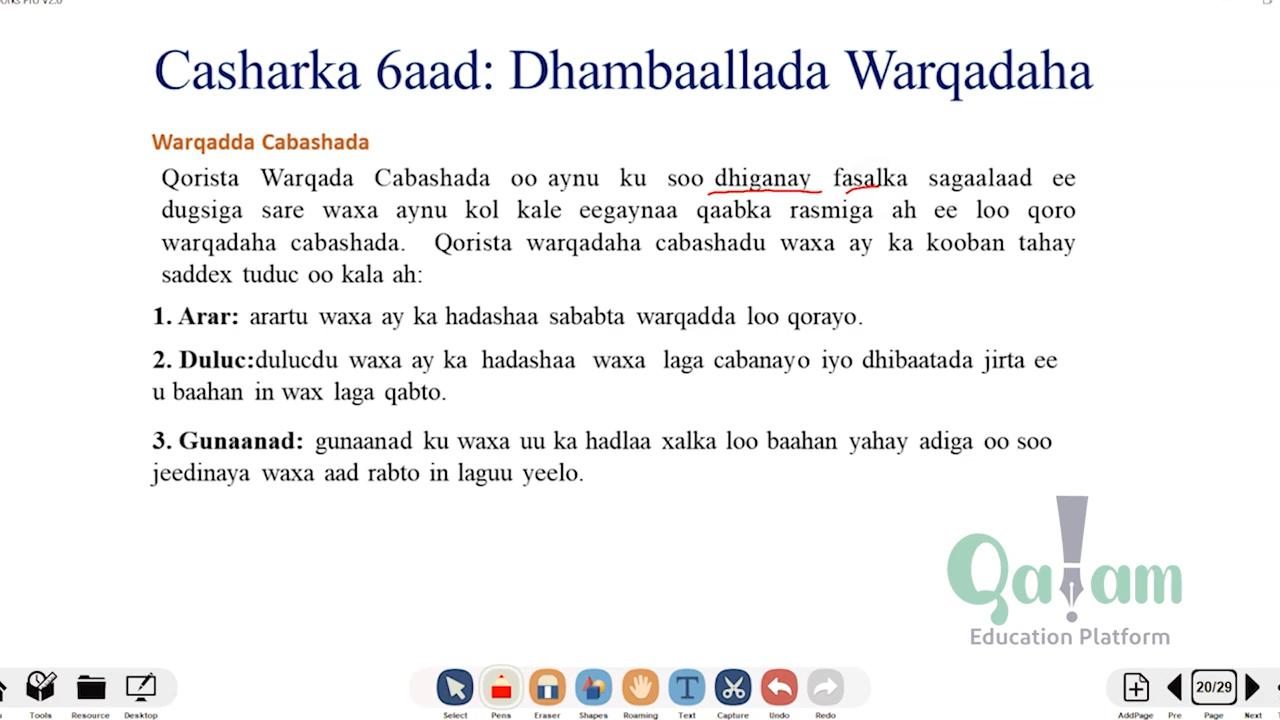 Casharka 6aad: Dhambaallada Warqadaha
Warqadda Cabashada
Qorista Warqada Cabashada oo aynu ku soo dhiganay fasalka sagaalaad ee
dugsiga sare waxa aynu kol kale eegaynaa qaabka rasmiga ah ee loo qoro
warqadaha cabashada. Qorista warqadaha cabashadu waxa ay ka kooban tahay
saddex tuduc oo kala ah:
1. Arar: arartu waxa ay ka hadashaa sababta warqadda loo qorayo.
2. Duluc:dulucdu waxa ay ka hadashaa waxa laga cabanayo iyo dhibaatada jirta ee
u baahan in wax laga qabto.
3. Gunaanad: gunaanad ku waxa uu ka hadlaa xalka loo baahan yahay adiga oo soo
jeedinaya waxa aad rabto in laguu yeelo.
Qalam
Education Platform
Tools Resource Desktop Select Pens Eraser Shapes Roaming Text Capture Undo Redo AddPage Pre 20/29 Page Next